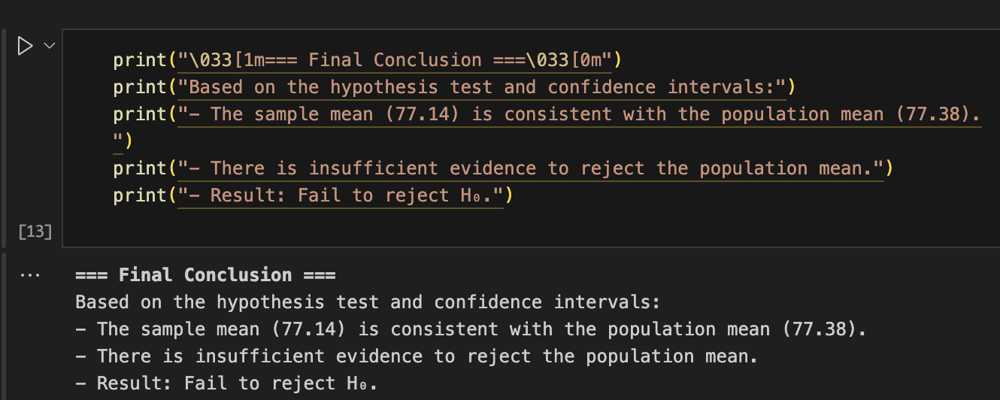 print("\033[1m=== Final Conclusion ===\033[0m")
print("Based on the hypothesis test and confidence intervals:")
print("- The sample mean (77.14) is consistent with the population mean (77.38).
")
print("- There is insufficient evidence to reject the population mean.")
print("- Result: Fail to reject H₀.")
[13]
... === Final Conclusion ===
Based on the hypothesis test and confidence intervals:
- The sample mean (77.14) is consistent with the population mean (77.38).
- There is insufficient evidence to reject the population mean.
- Result: Fail to reject H₀.